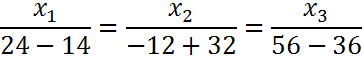 x₁/(24 − 14) = x₂/(−12 + 32) = x₃/(56 − 36)